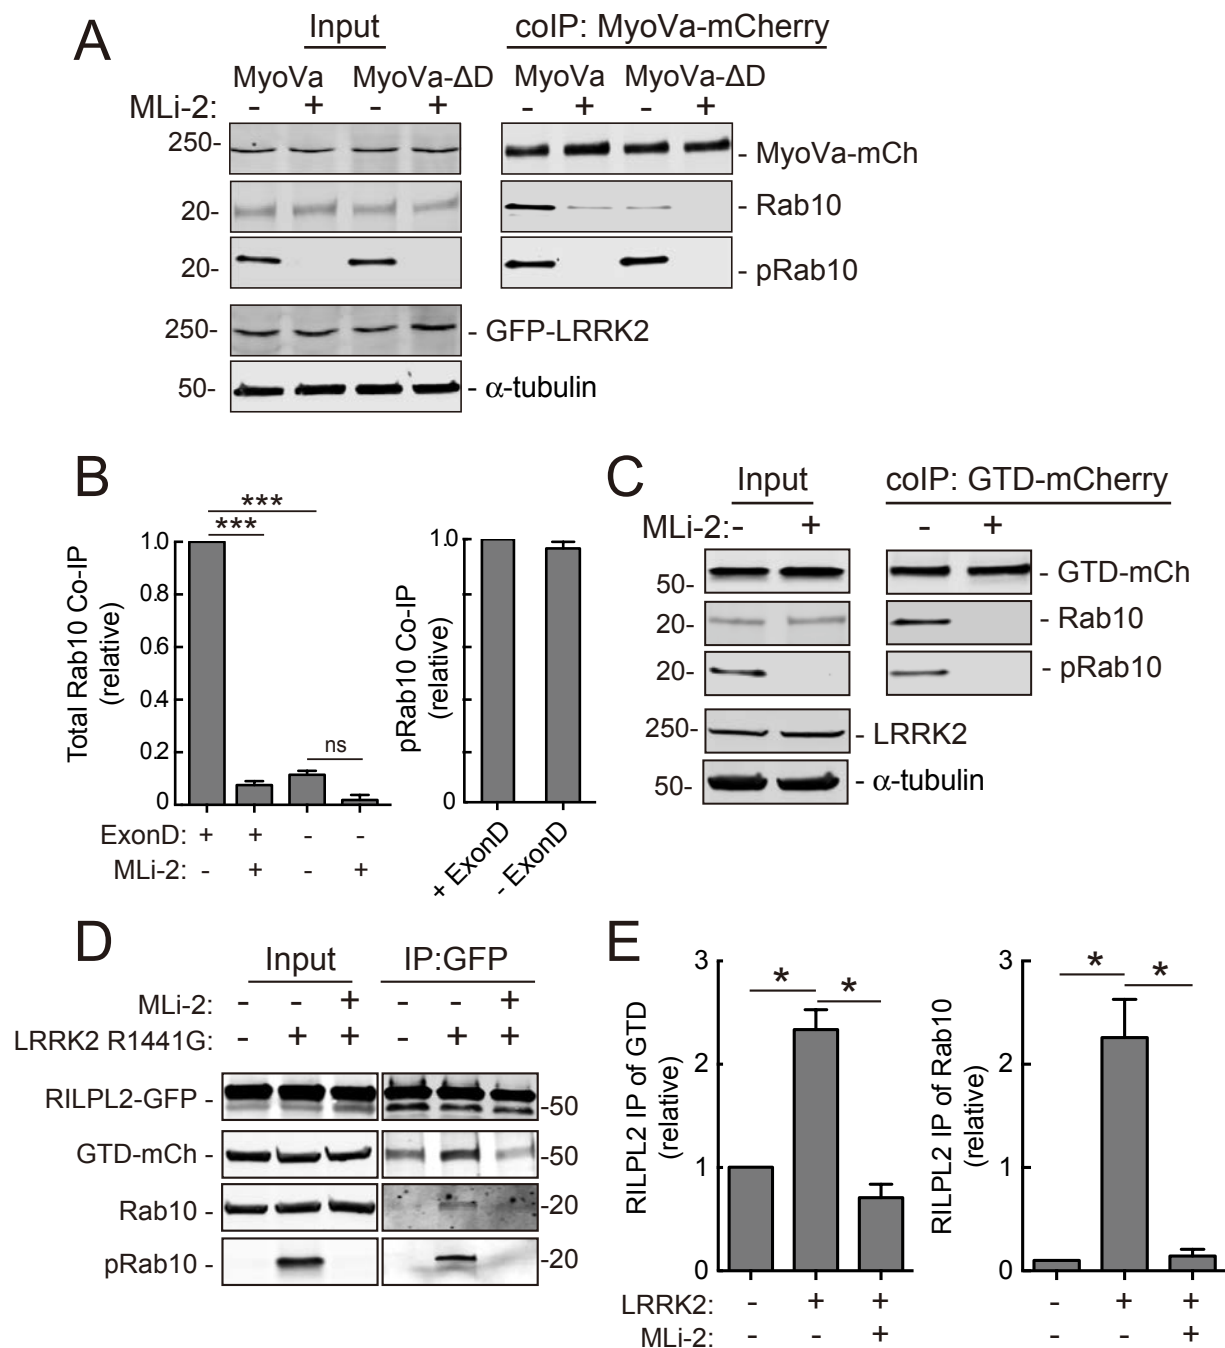 A
Input
coIP: MyoVa-mCherry
MyoVa MyoVa-ΔD MyoVa MyoVa-ΔD
MLi-2: - + - + - + - +
250- - MyoVa-mCh
20- - Rab10
20- - pRab10
250- - GFP-LRRK2
50- - α-tubulin
B
Total Rab10 Co-IP
(relative)
***
***
ns
1.0
0.8
0.6
0.4
0.2
0
ExonD: + + - -
MLi-2: - + - +
pRab10 Co-IP
(relative)
1.0
0
+ ExonD
- ExonD
C
Input
coIP: GTD-mCherry
MLi-2: - + - +
50- - GTD-mCh
20- - Rab10
20- - pRab10
250- - LRRK2
50- - α-tubulin
D
Input IP:GFP
MLi-2: - - + - - +
LRRK2 R1441G: - + + - + +
RILPL2-GFP - -50
GTD-mCh - -50
Rab10 - -20
pRab10 - -20
E
RILPL2 IP of GTD
(relative)
3
2
1
0
* *
LRRK2: - + +
MLi-2: - - +
RILPL2 IP of Rab10
(relative)
3
2
1
0
* *
- + +
- - +